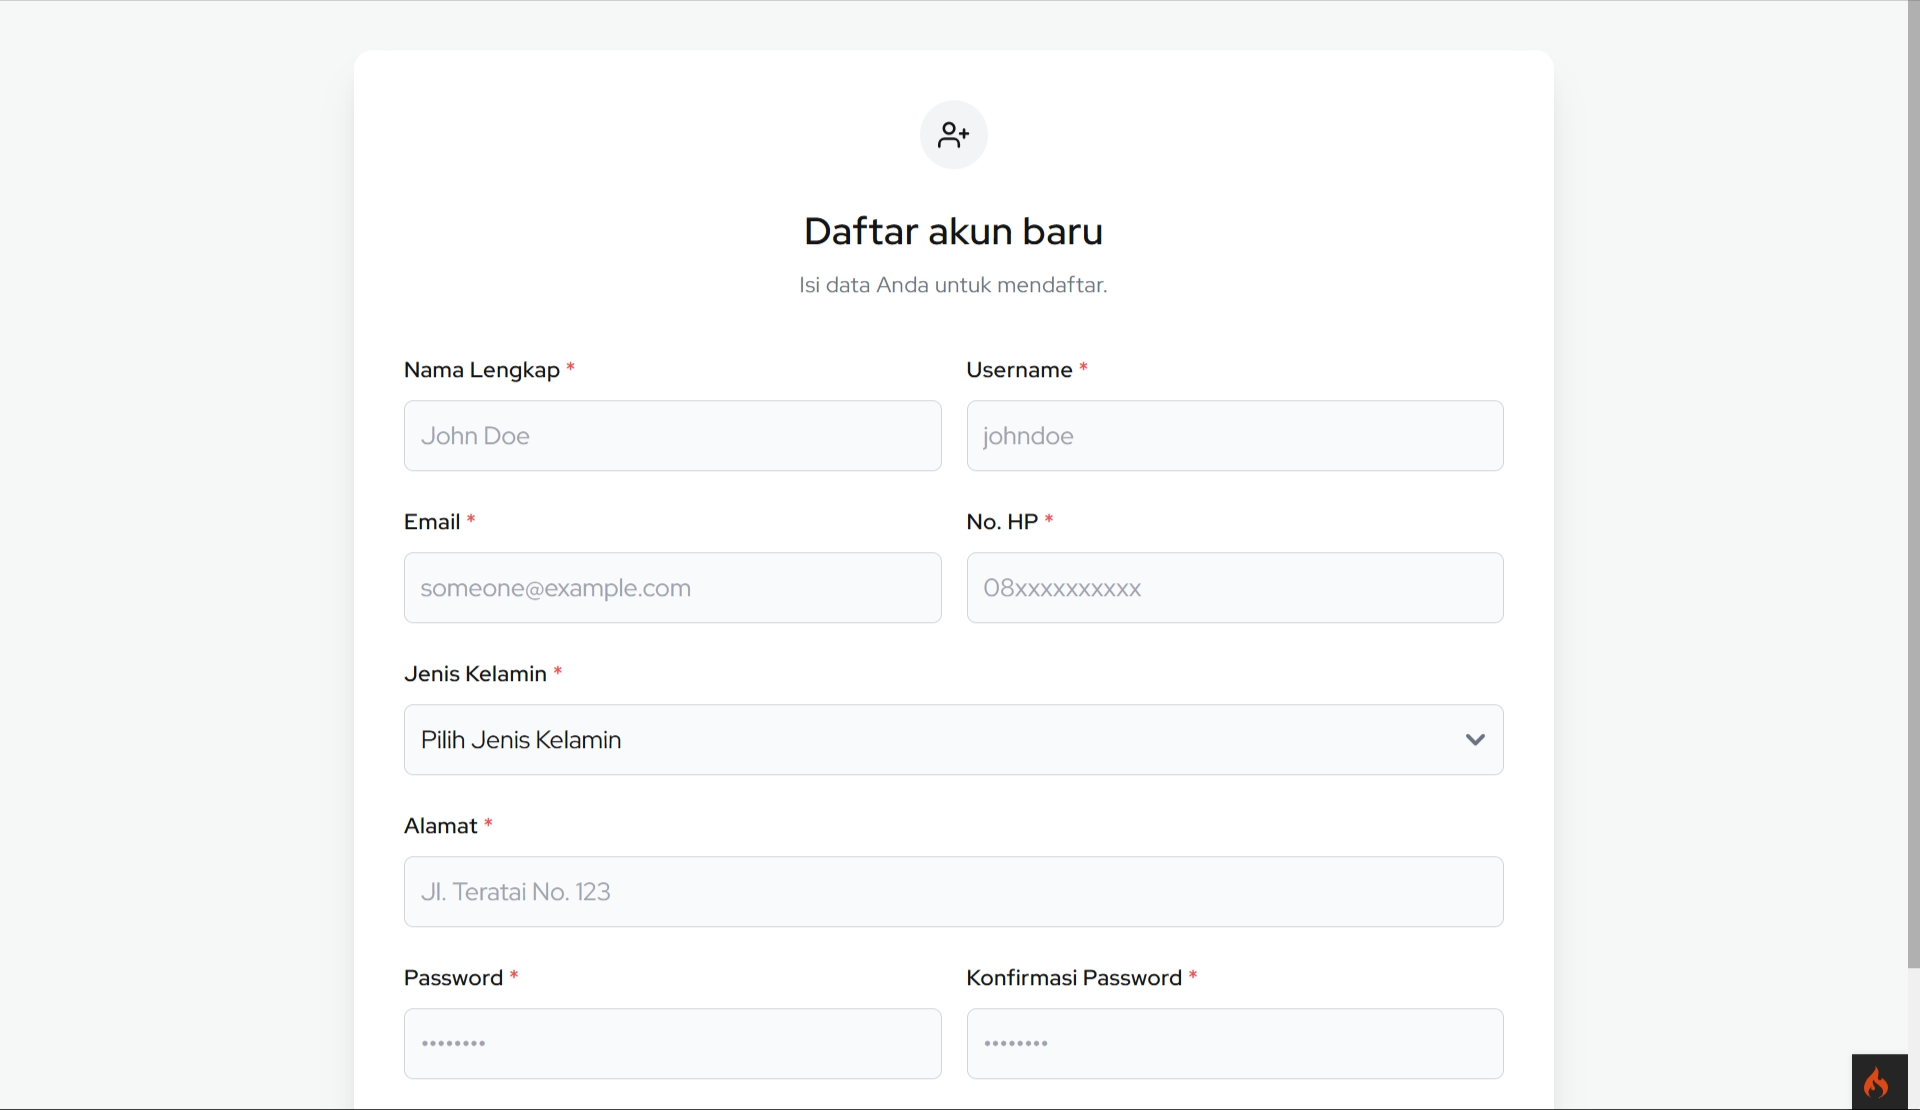 Daftar akun baru
Isi data Anda untuk mendaftar.
Nama Lengkap *
John Doe
Username *
johndoe
Email *
someone@example.com
No. HP *
08xxxxxxxxxx
Jenis Kelamin *
Pilih Jenis Kelamin
Alamat *
Jl. Teratai No. 123
Password *
••••••••
Konfirmasi Password *
••••••••